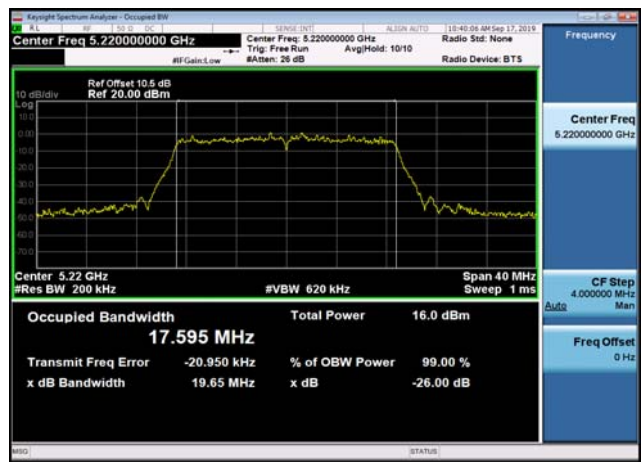 Keysight Spectrum Analyzer - Occupied BW
RL RF 50 Ω DC SENSE:INT ALIGN AUTO 10:40:06 AM Sep 17, 2019
Center Freq 5.220000000 GHz
Center Freq: 5.220000000 GHz Radio Std: None
Trig: Free Run Avg|Hold: 10/10
#IFGain:Low #Atten: 26 dB Radio Device: BTS
Ref Offset 10.5 dB
10 dB/div Ref 20.00 dBm
Log
10.0
0.00
-10.0
-20.0
-30.0
-40.0
-50.0
-60.0
-70.0
Center 5.22 GHz Span 40 MHz
#Res BW 200 kHz #VBW 620 kHz Sweep 1 ms
Occupied Bandwidth Total Power 16.0 dBm
17.595 MHz
Transmit Freq Error -20.950 kHz % of OBW Power 99.00 %
x dB Bandwidth 19.65 MHz x dB -26.00 dB
MSG STATUS
Frequency
Center Freq
5.220000000 GHz
CF Step
4.000000 MHz
Auto Man
Freq Offset
0 Hz